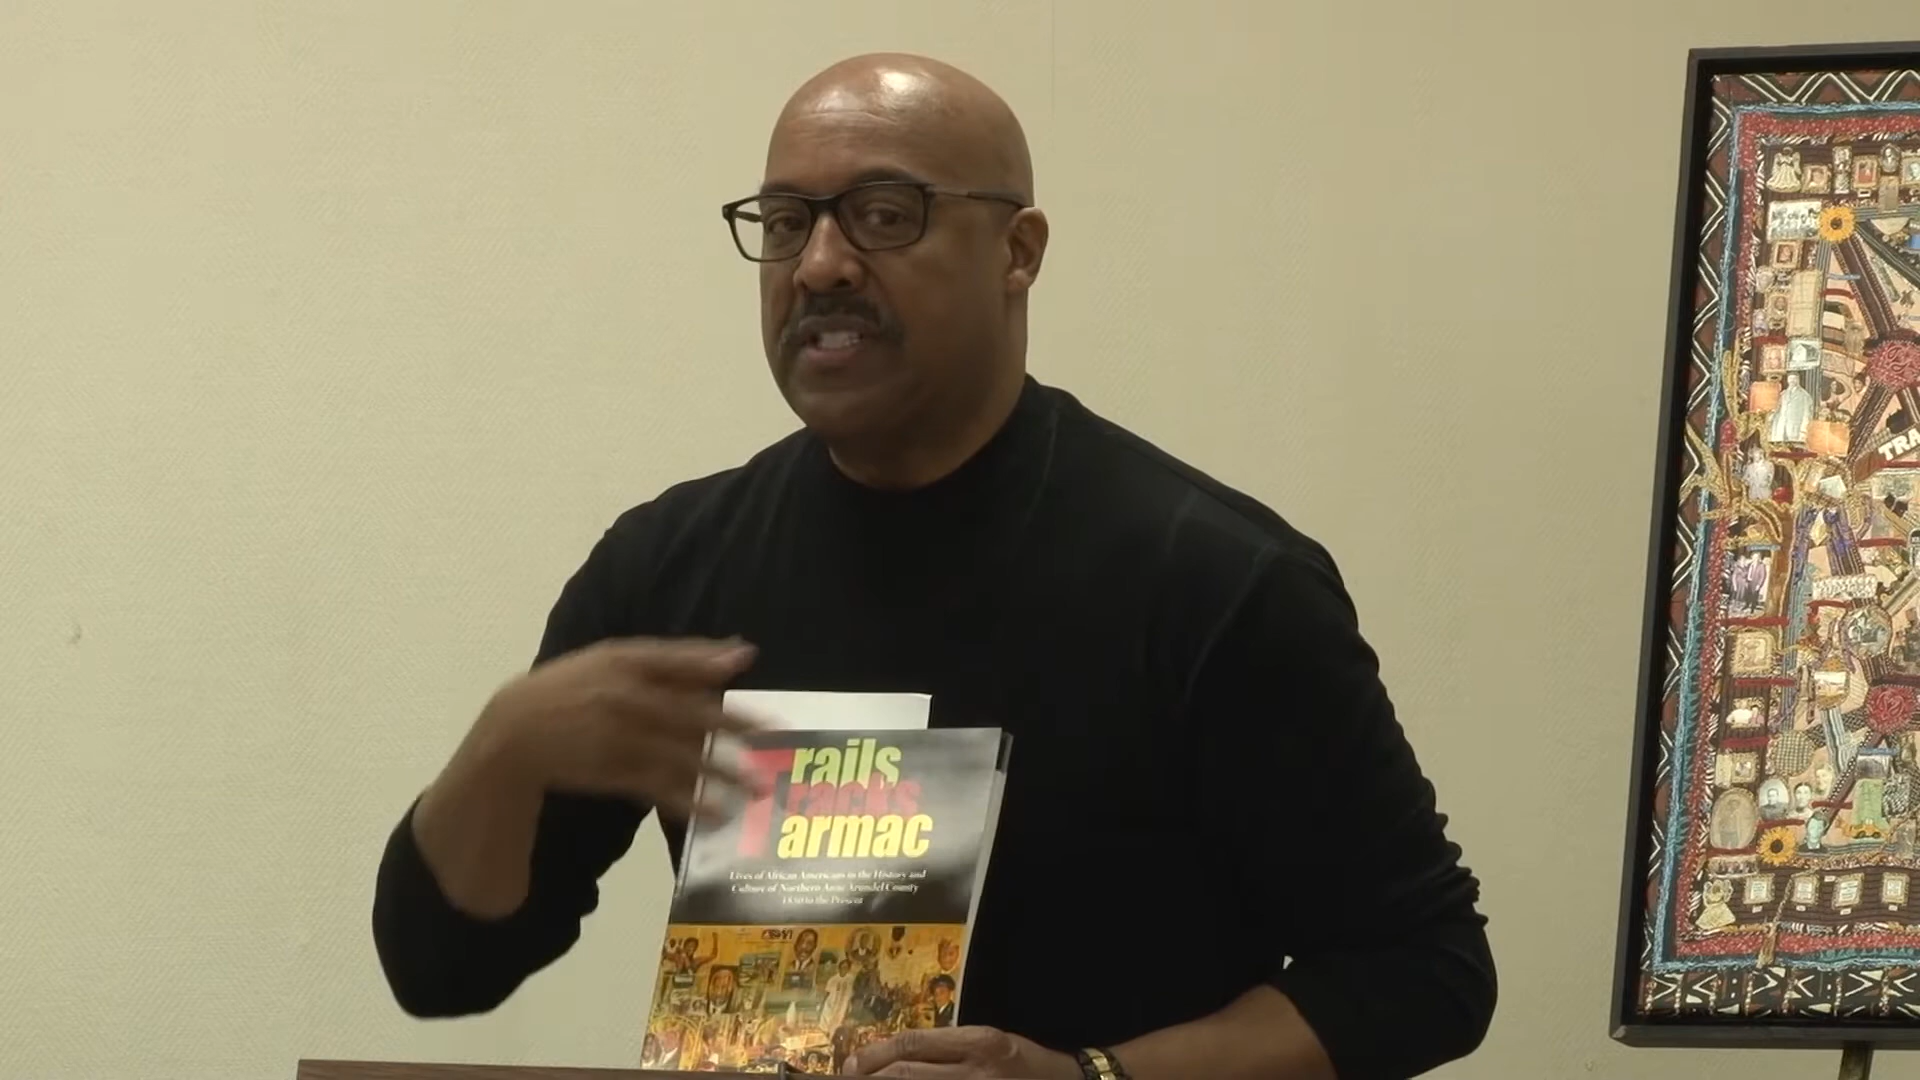 Trails
Tracks
Tarmac
Lives of African Americans in the History and
Culture of Northern Anne Arundel County
to the Present
TRA